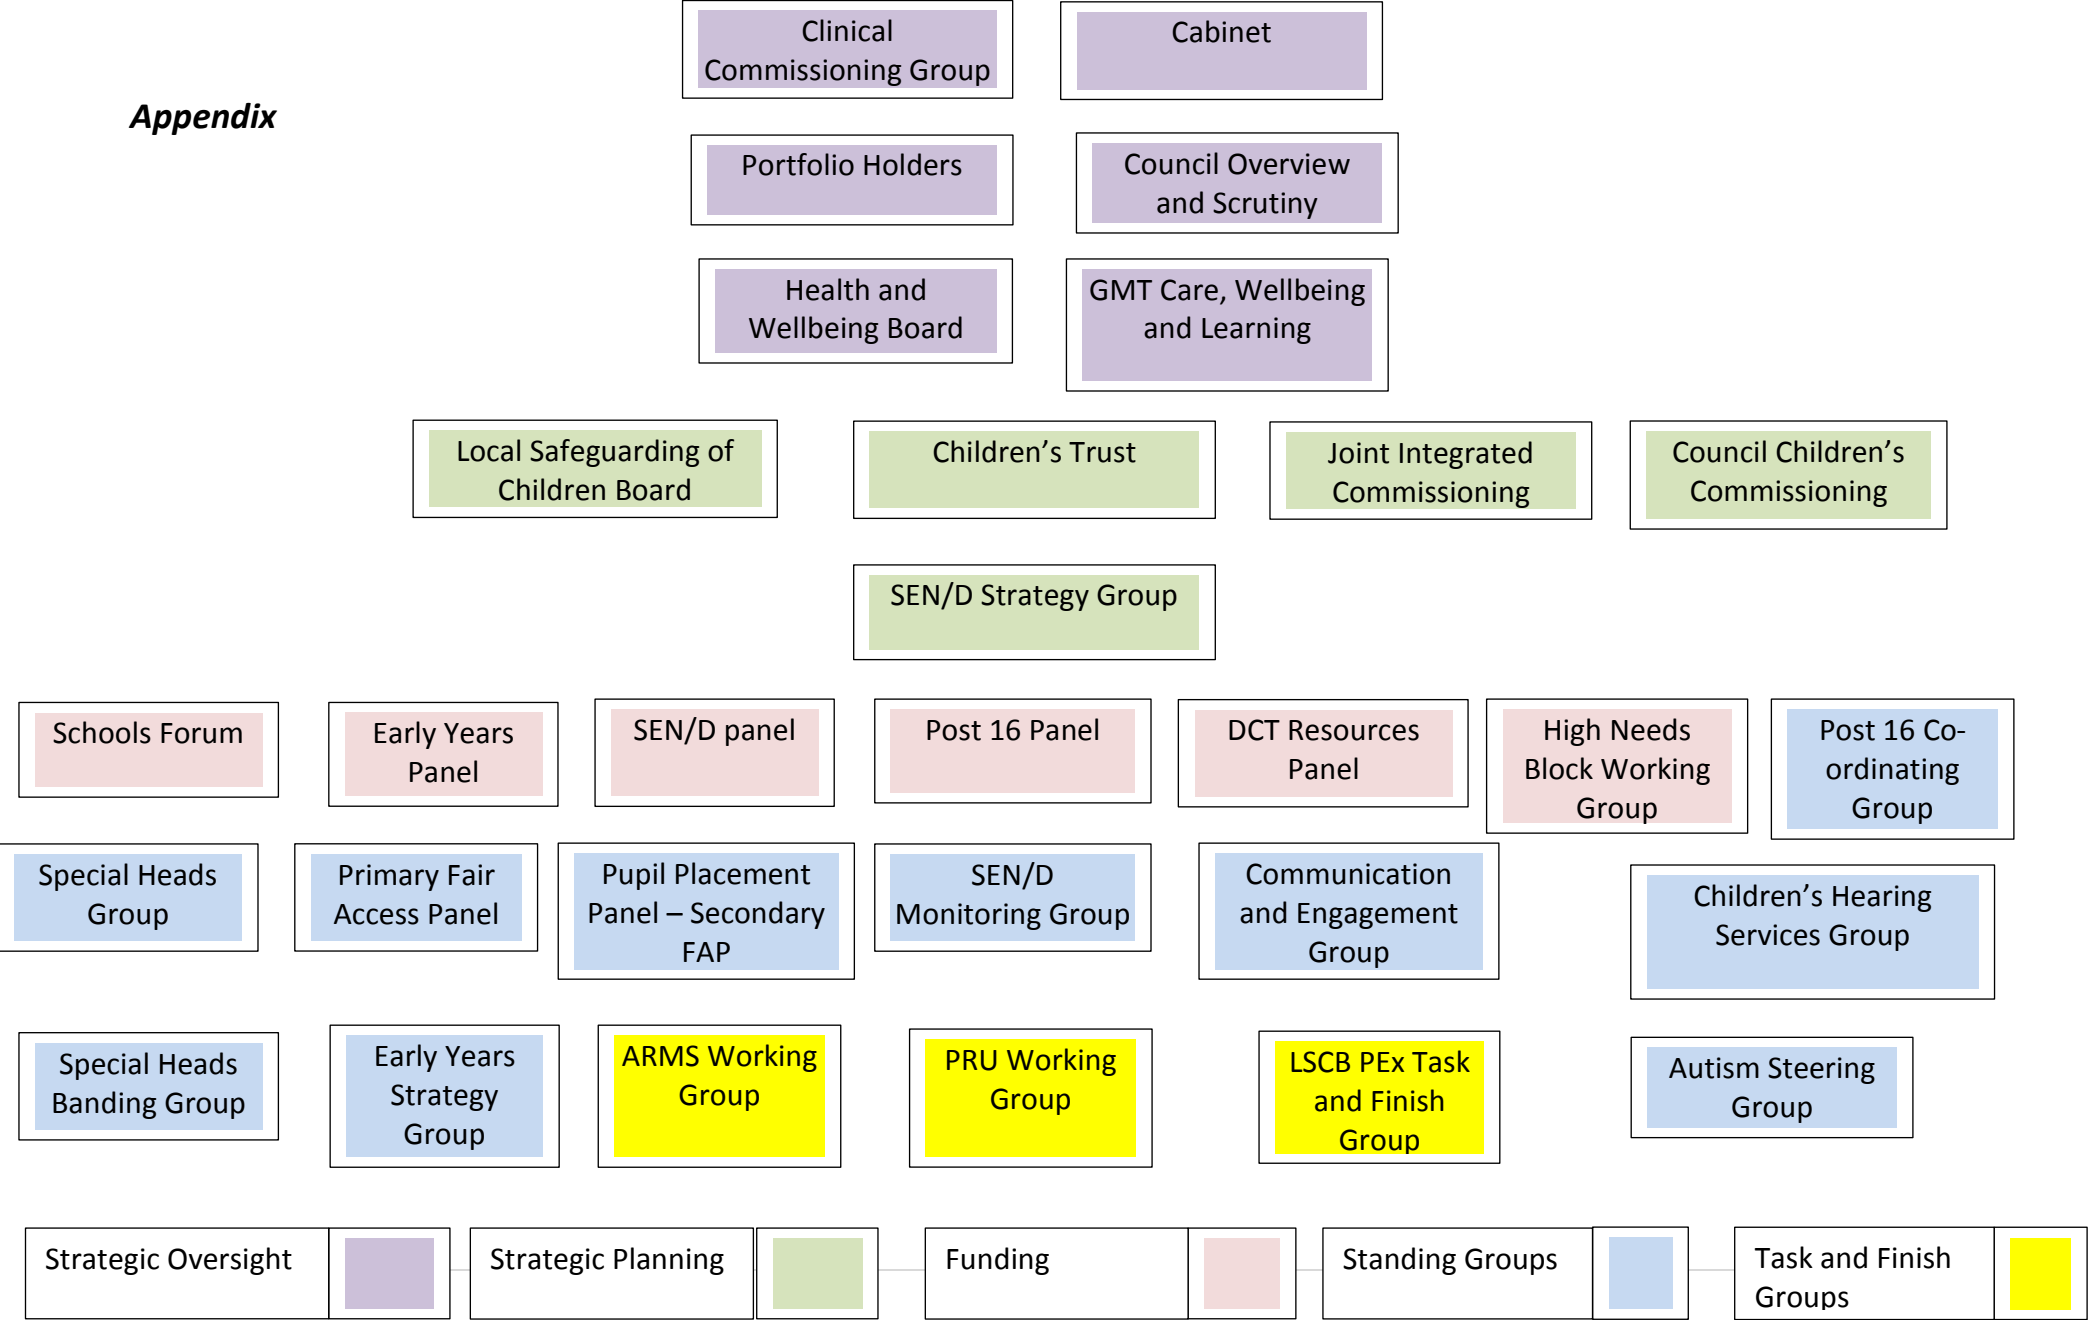 Appendix
Clinical
Commissioning Group
Cabinet
Portfolio Holders
Council Overview
and Scrutiny
Health and
Wellbeing Board
GMT Care, Wellbeing
and Learning
Local Safeguarding of
Children Board
Children’s Trust
Joint Integrated
Commissioning
Council Children’s
Commissioning
SEN/D Strategy Group
Schools Forum
Early Years
Panel
SEN/D panel
Post 16 Panel
DCT Resources
Panel
High Needs
Block Working
Group
Post 16 Co-
ordinating
Group
Special Heads
Group
Primary Fair
Access Panel
Pupil Placement
Panel – Secondary
FAP
SEN/D
Monitoring Group
Communication
and Engagement
Group
Children’s Hearing
Services Group
Special Heads
Banding Group
Early Years
Strategy
Group
ARMS Working
Group
PRU Working
Group
LSCB PEx Task
and Finish
Group
Autism Steering
Group
Strategic Oversight
Strategic Planning
Funding
Standing Groups
Task and Finish
Groups